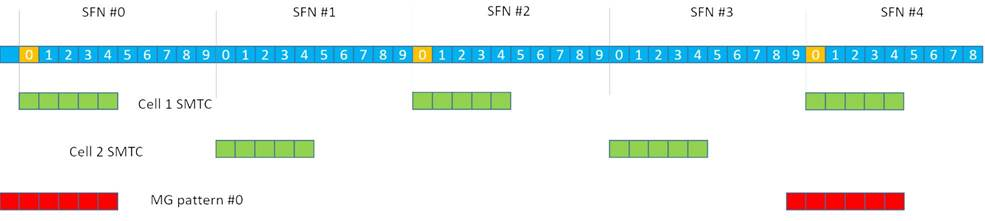 SFN #0 SFN #1 SFN #2 SFN #3 SFN #4
0 1 2 3 4 5 6 7 8 9 0 1 2 3 4 5 6 7 8 9 0 1 2 3 4 5 6 7 8 9 0 1 2 3 4 5 6 7 8 9 0 1 2 3 4 5 6 7 8
Cell 1 SMTC
Cell 2 SMTC
MG pattern #0